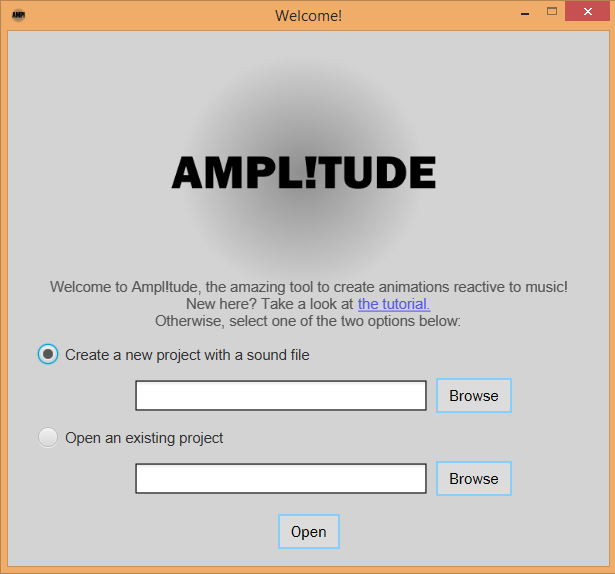 AMP!
Welcome!
AMPL!TUDE
Welcome to Ampl!tude, the amazing tool to create animations reactive to music!
New here? Take a look at the tutorial.
Otherwise, select one of the two options below:
Create a new project with a sound file
Browse
Open an existing project
Browse
Open